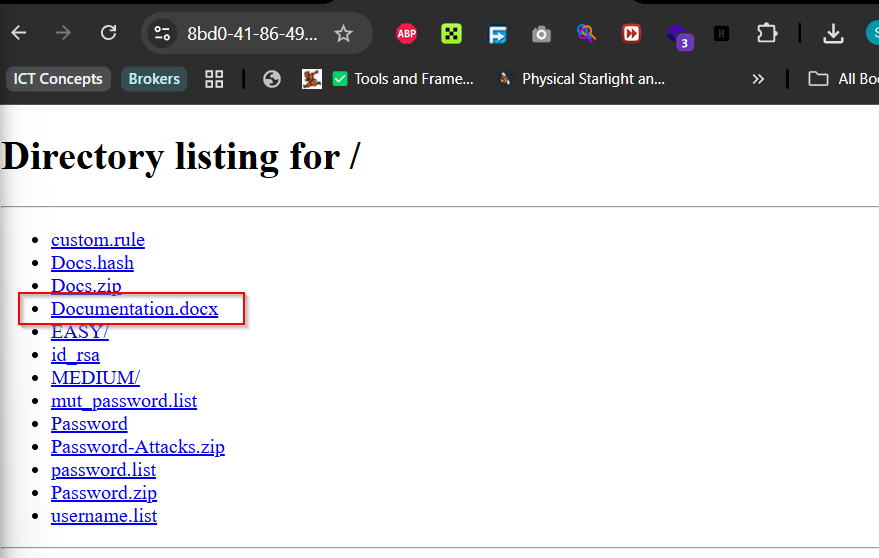 8bd0-41-86-49...
ABP
3
H
S
ICT Concepts
Brokers
Tools and Frame...
Physical Starlight an...
»
All Bo
Directory listing for /
custom.rule
Docs.hash
Docs.zip
Documentation.docx
EASY/
id_rsa
MEDIUM/
mut_password.list
Password
Password-Attacks.zip
password.list
Password.zip
username.list